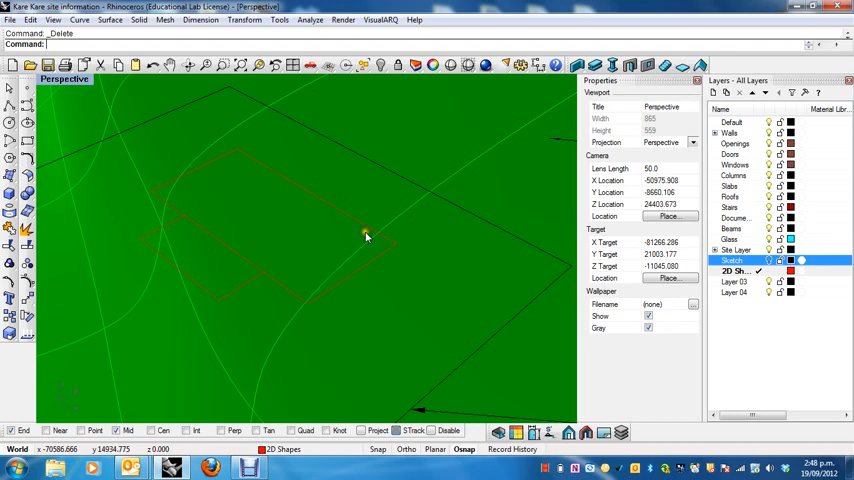 Kare Kare site information - Rhinoceros (Educational Lab License) - [Perspective]
File Edit View Curve Surface Solid Mesh Dimension Transform Tools Analyze Render VisualARQ Help
Command: _Delete
Command:
Perspective
Properties
Viewport
Title Perspective
Width 865
Height 559
Projection Perspective
Camera
Lens Length 50.0
X Location -50975.908
Y Location -8660.106
Z Location 24403.673
Location Place...
Target
X Target -81266.286
Y Target 21003.177
Z Target -11045.080
Location Place...
Wallpaper
Filename (none) ...
Show
Gray
Layers - All Layers
Name Material Libr...
Default
Walls
Openings
Doors
Windows
Columns
Slabs
Roofs
Stairs
Docume...
Beams
Glass
Site Layer
Sketch
2D Sh...
Layer 03
Layer 04
End Near Point Mid Cen Int Perp Tan Quad Knot Project STrack Disable
World x -70586.666 y 14934.775 z 0.000 2D Shapes Snap Ortho Planar Osnap Record History
2:48 p.m.
19/09/2012